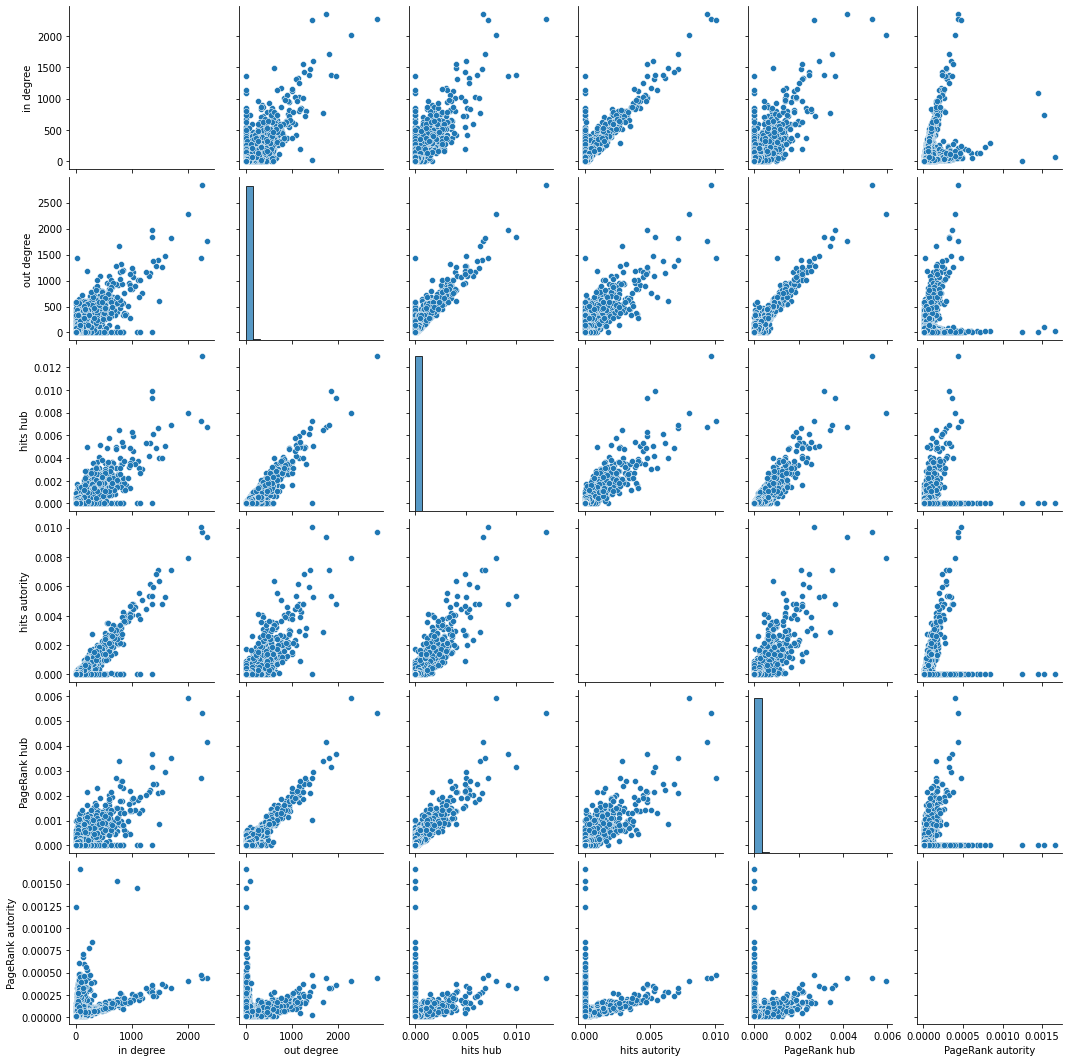 2000
1500
1000
500
0
in degree
2500
2000
1500
1000
500
0
out degree
0.012
0.010
0.008
0.006
0.004
0.002
0.000
hits hub
0.010
0.008
0.006
0.004
0.002
0.000
hits autority
0.006
0.005
0.004
0.003
0.002
0.001
0.000
PageRank hub
0.00150
0.00125
0.00100
0.00075
0.00050
0.00025
0.00000
PageRank autority
0 1000 2000
in degree
0 1000 2000
out degree
0.000 0.005 0.010
hits hub
0.000 0.005 0.010
hits autority
0.000 0.002 0.004 0.006
PageRank hub
0.0000 0.0005 0.0010 0.0015
PageRank autority